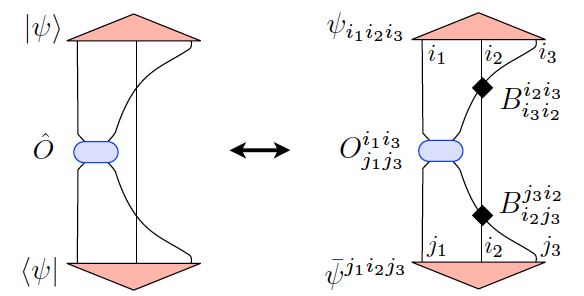 |ψ⟩
Ô
⟨ψ|
ψ_{i_1 i_2 i_3}
i_1
i_2
i_3
B^{i_2 i_3}_{i_3 i_2}
O^{i_1 i_3}_{j_1 j_3}
B^{j_3 i_2}_{i_2 j_3}
j_1
i_2
j_3
ψ̄^{j_1 i_2 j_3}